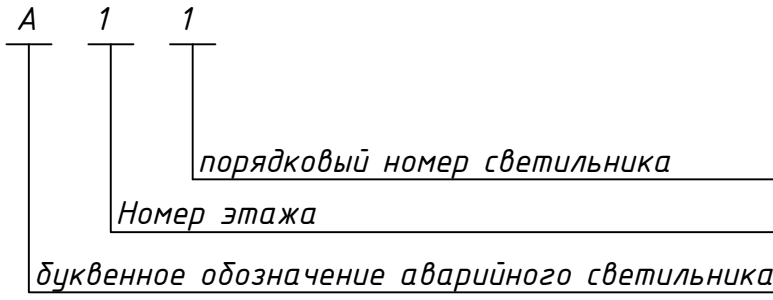 А 1 1
порядковый номер светильника
Номер этажа
буквенное обозначение аварийного светильника